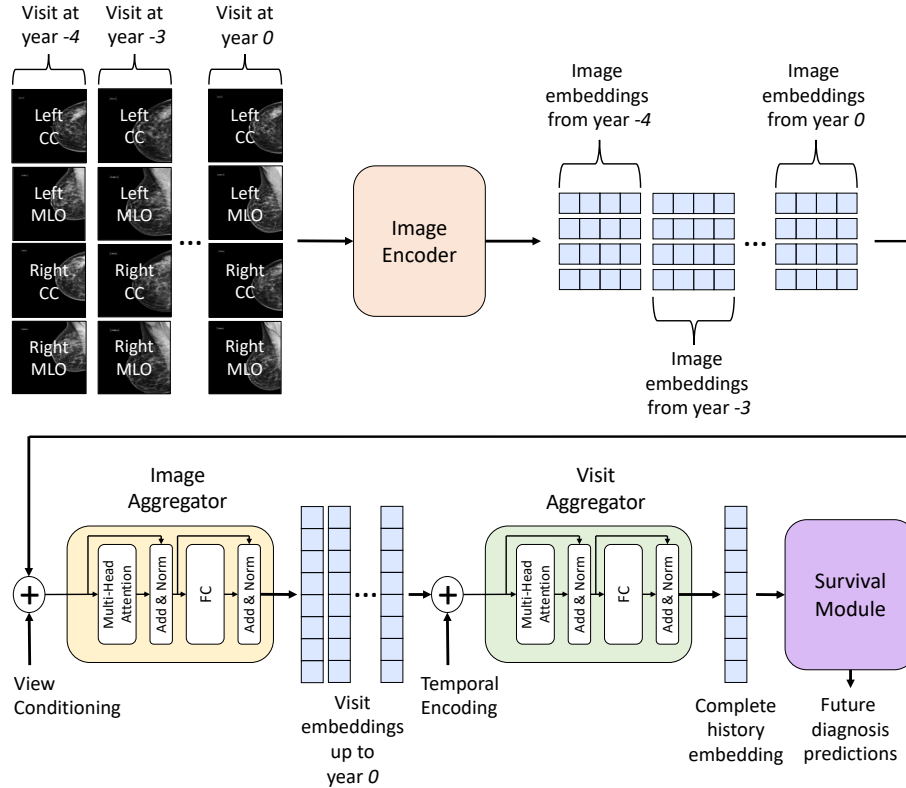 Visit at
year -4
Visit at
year -3
Visit at
year 0
Left
CC
Left
CC
Left
CC
Left
MLO
Left
MLO
Left
MLO
...
Right
CC
Right
CC
Right
CC
Right
MLO
Right
MLO
Right
MLO
Image
Encoder
Image
embeddings
from year -4
Image
embeddings
from year 0
...
Image
embeddings
from year -3
Image
Aggregator
Multi-Head
Attention
Add & Norm
FC
Add & Norm
+
View
Conditioning
...
Visit
embeddings
up to
year 0
+
Temporal
Encoding
Visit
Aggregator
Multi-Head
Attention
Add & Norm
FC
Add & Norm
Complete
history
embedding
Survival
Module
Future
diagnosis
predictions